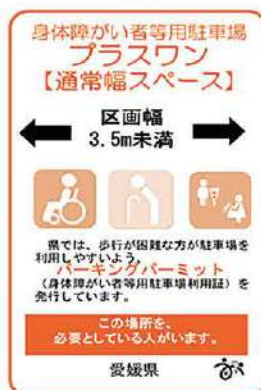 身体障がい者等用駐車場
プラスワン
【通常幅スペース】
区画幅
3.5m未満
県では、歩行が困難な方が駐車場を
利用しやすいよう、
パーキングパーミット
（身体障がい者等用駐車場利用証）を
発行しています。
この場所を、
必要としている人がいます。
愛媛県